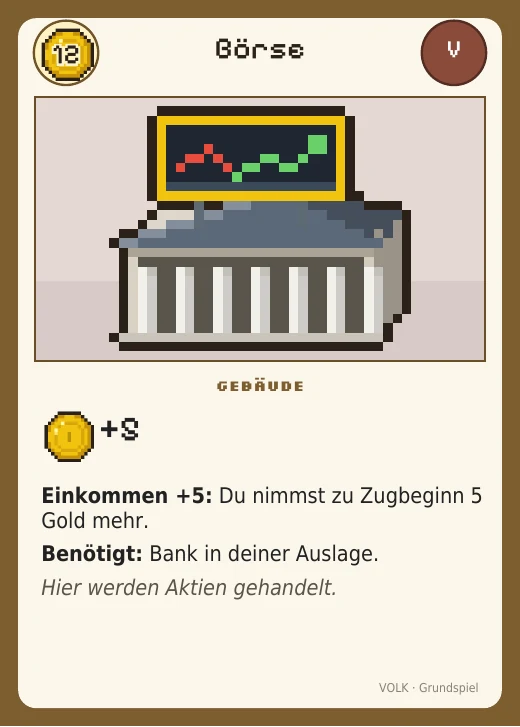 12
Börse
V
GEBÄUDE
+5
Einkommen +5: Du nimmst zu Zugbeginn 5
Gold mehr.
Benötigt: Bank in deiner Auslage.
Hier werden Aktien gehandelt.
VOLK · Grundspiel